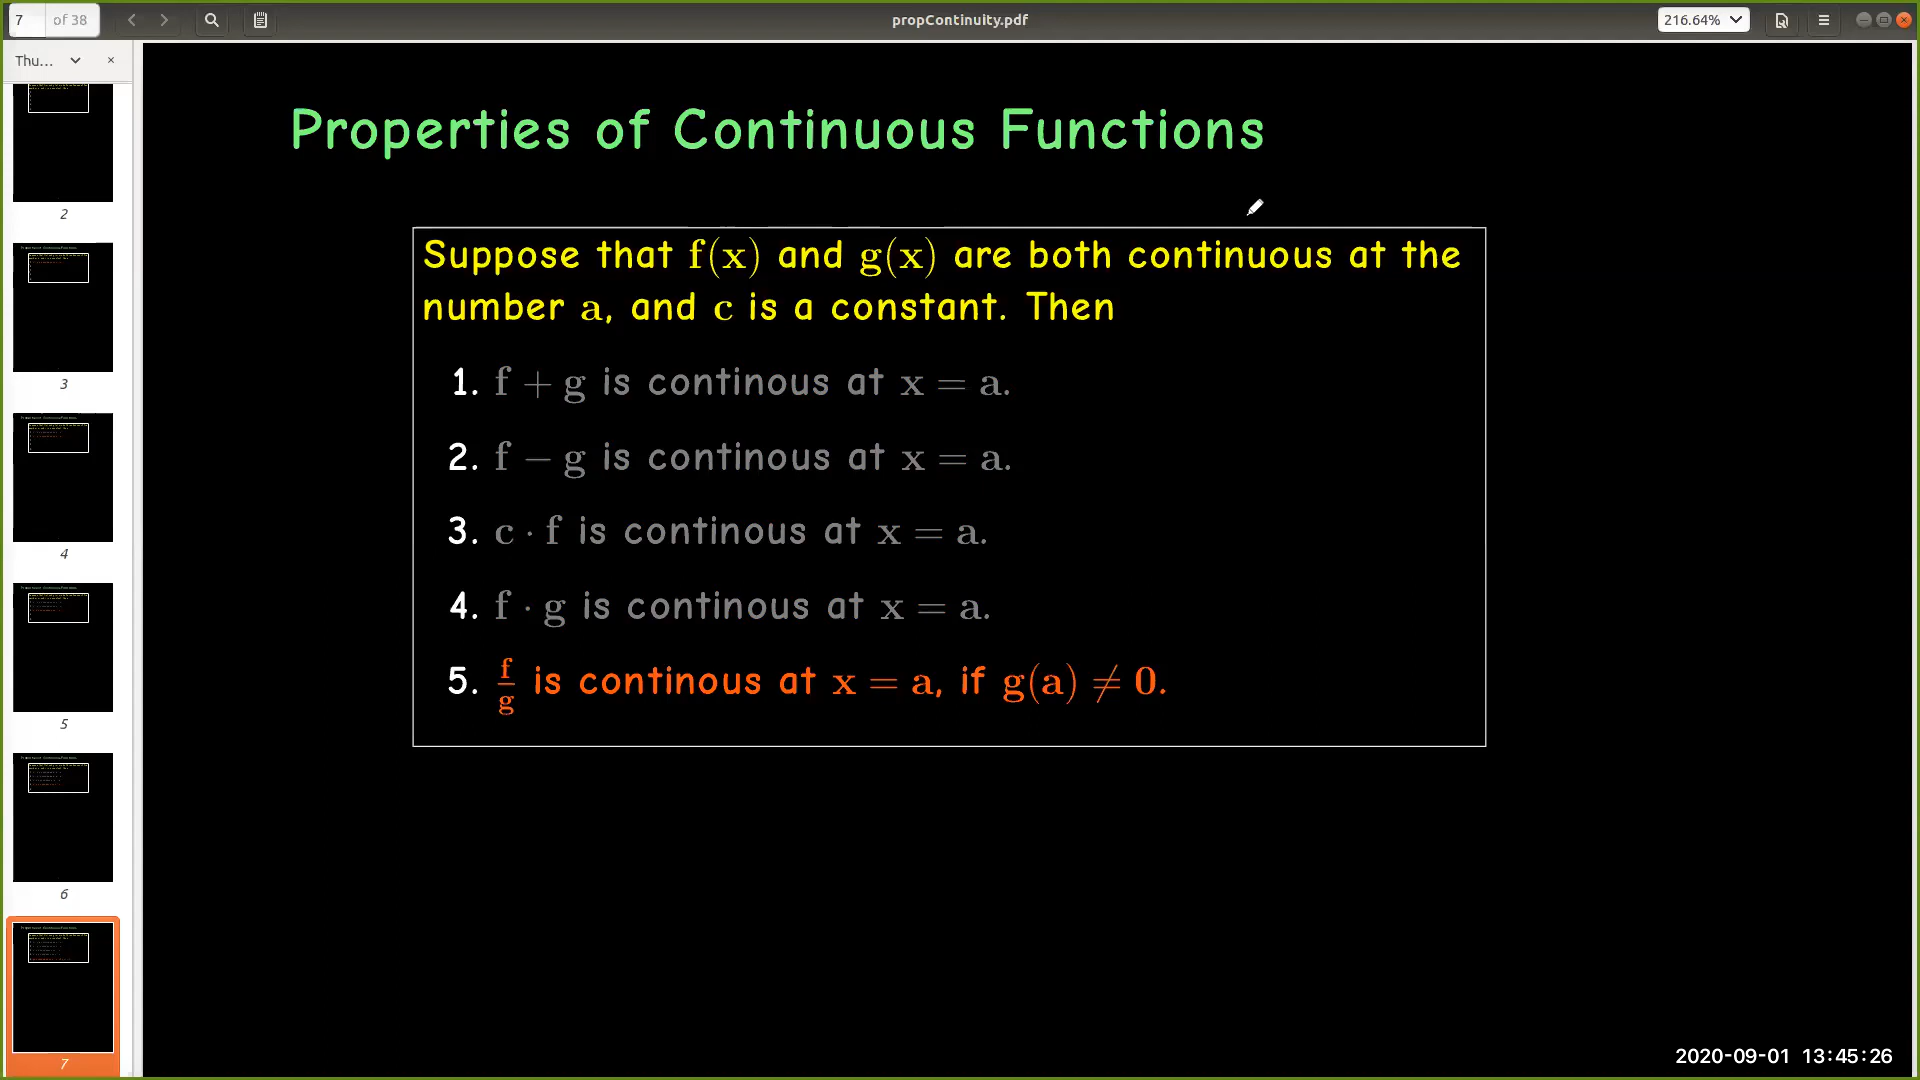 7 of 38
propContinuity.pdf
216.64%
Thu...
2
3
4
5
6
7
Properties of Continuous Functions
Suppose that f(x) and g(x) are both continuous at the
number a, and c is a constant. Then
1. f + g is continous at x = a.
2. f − g is continous at x = a.
3. c · f is continous at x = a.
4. f · g is continous at x = a.
5. f/g is continous at x = a, if g(a) ≠ 0.
2020-09-01 13:45:26